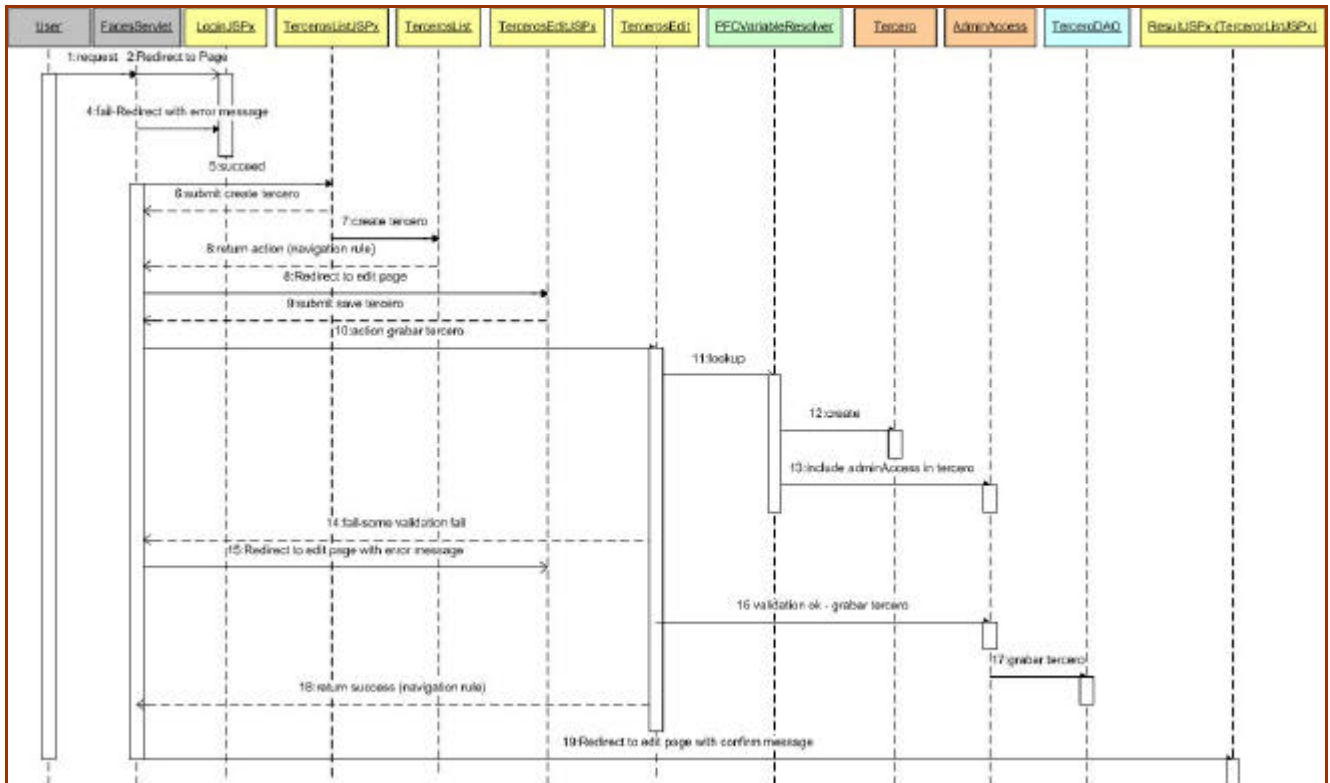 User
FacesServlet
LoginJSPx
TercerosListJSPx
TercerosList
TercerosEditJSPx
TercerosEdit
PFCVariableResolver
Tercero
AdminAccess
TerceroDAO
ResultJSPx (TercerorListJSPx)
1:request
2:Redirect to Page
4:fail-Redirect with error message
5:succeed
6:submit create tercero
7:create tercero
8:return action (navigation rule)
8:Redirect to edit page
9:submit save tercero
10:action grabar tercero
11:lookup
12:create
13:include adminAccess in tercero
14:fail-some validation fail
15:Redirect to edit page with error message
16:validation ok - grabar tercero
17:grabar tercero
18:return success (navigation rule)
19:Redirect to edit page with confirm message